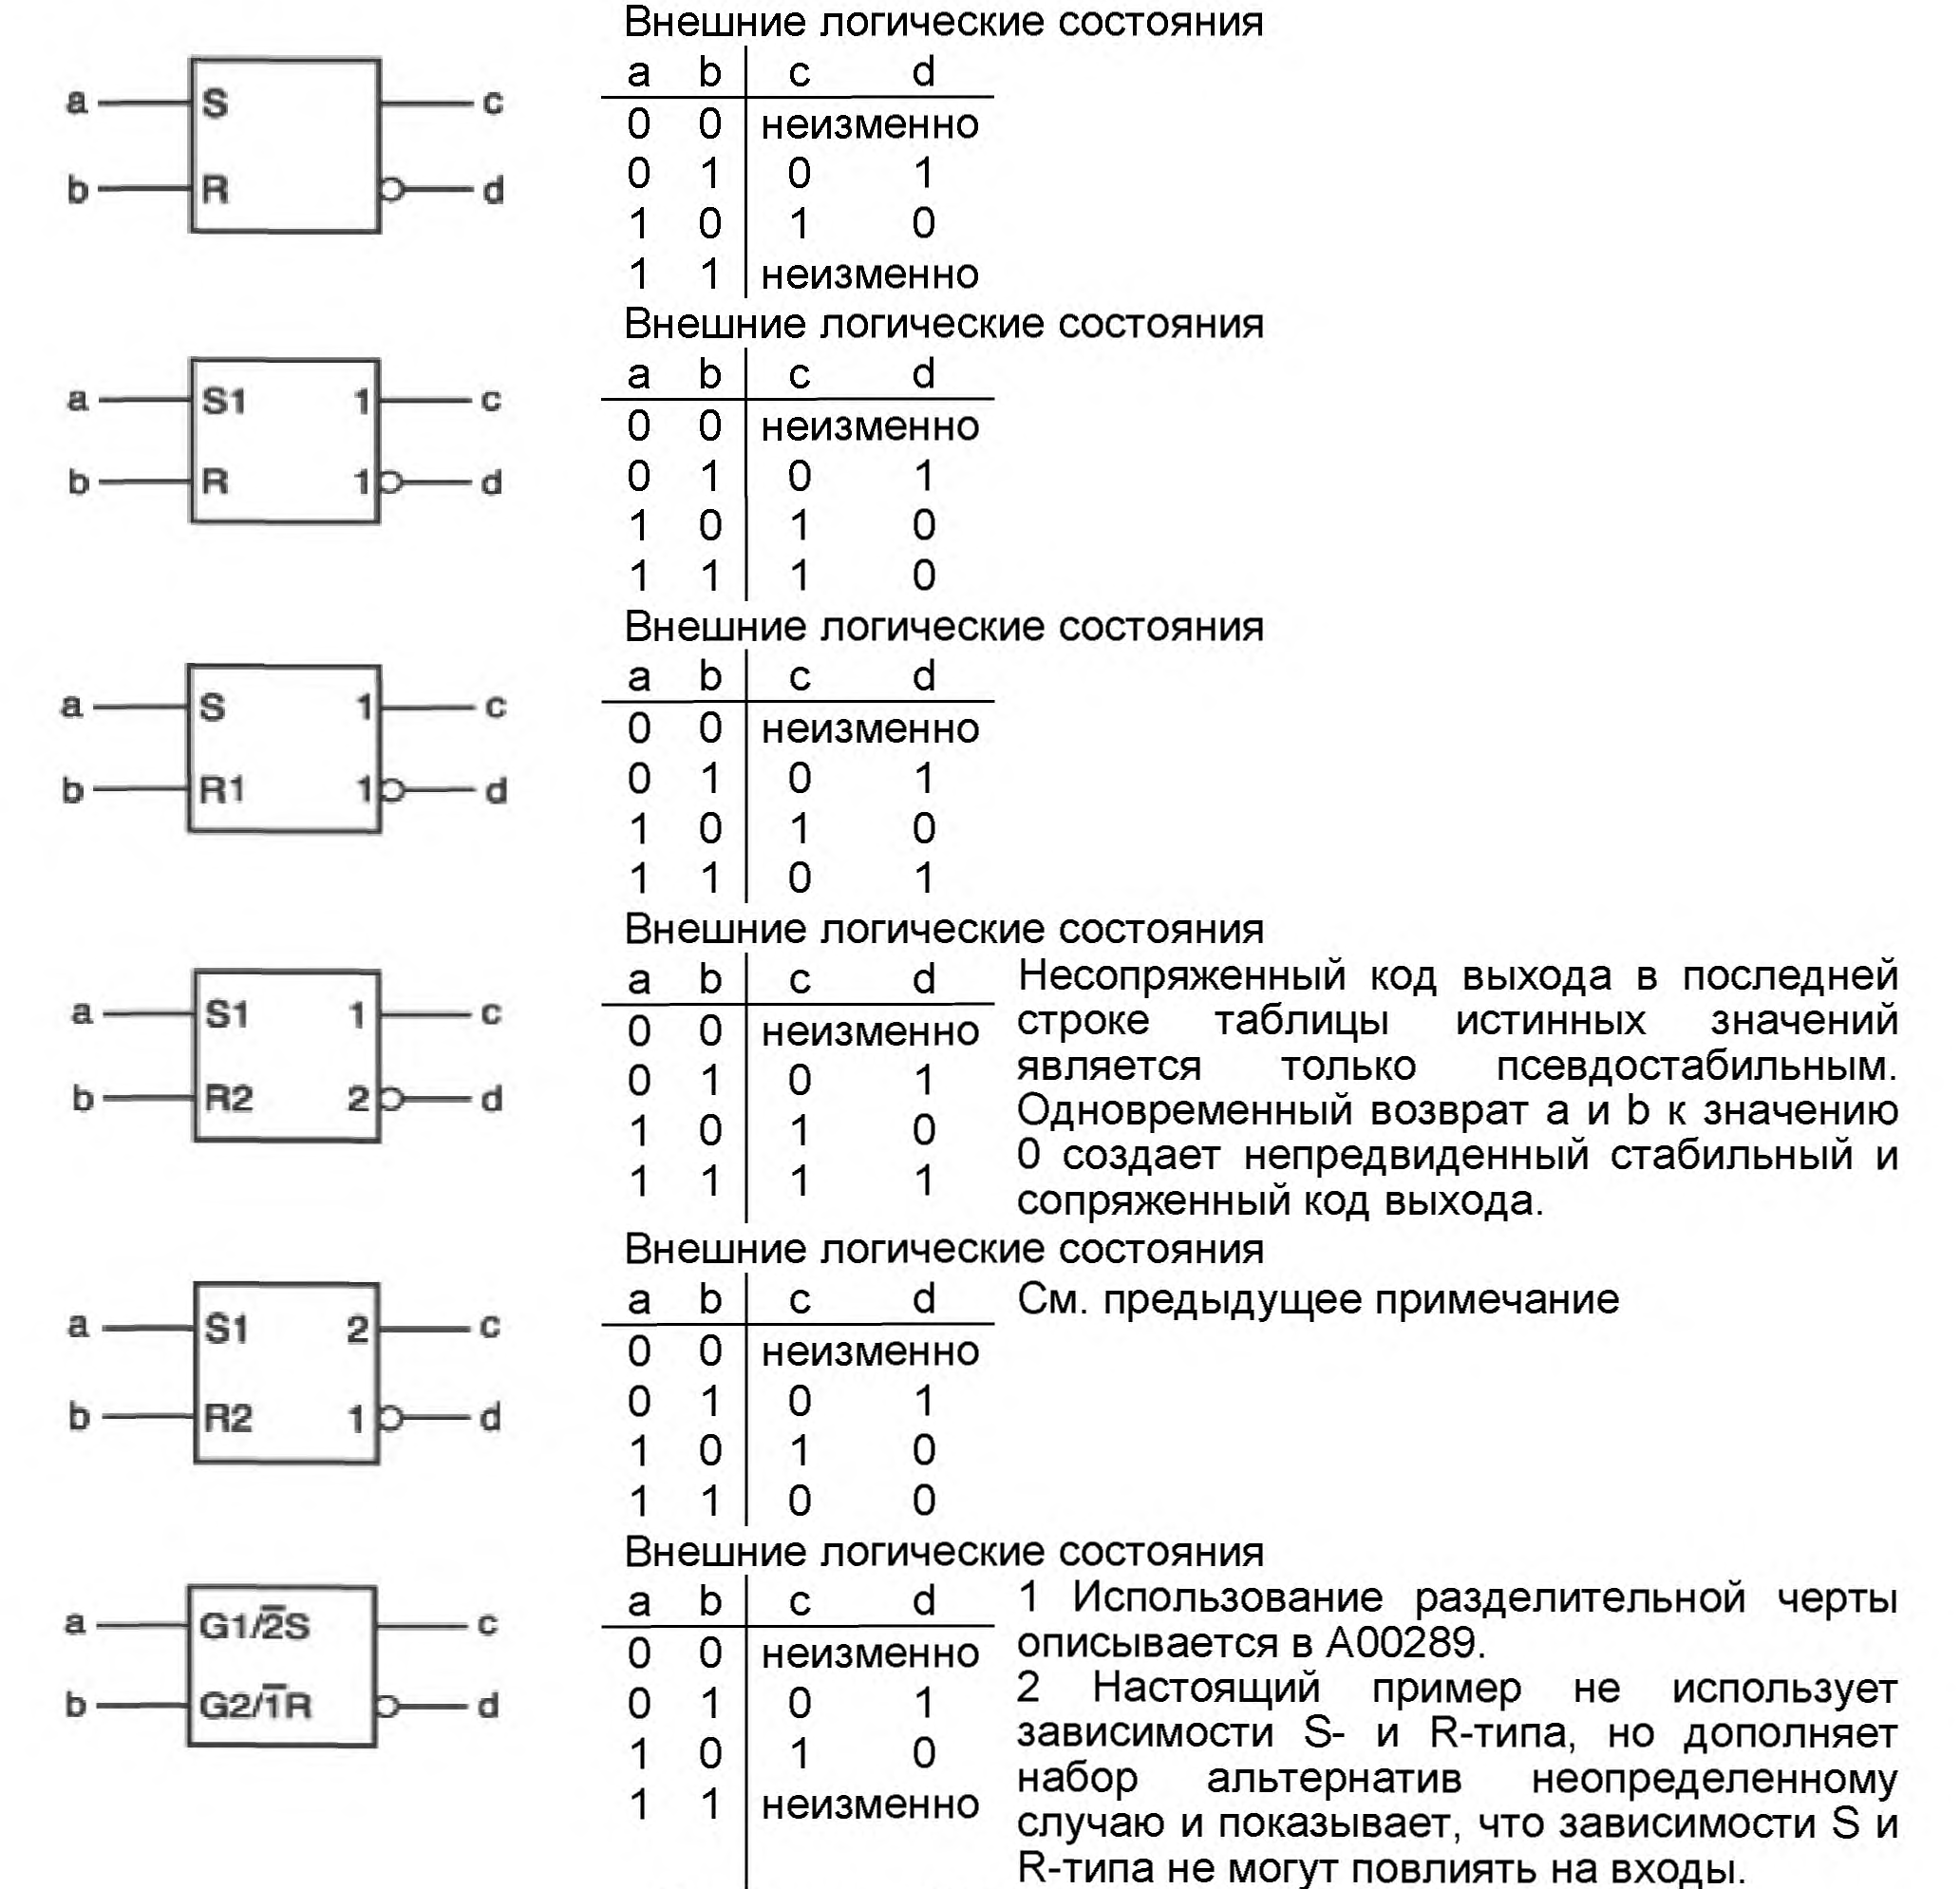 Внешние логические состояния
a b c d
a S c
0 0 неизменно
0 1 0 1
b R d
1 0 1 0
1 1 неизменно
Внешние логические состояния
a b c d
a S1 1 c
0 0 неизменно
0 1 0 1
b R 1 d
1 0 1 0
1 1 1 0
Внешние логические состояния
a b c d
a S 1 c
0 0 неизменно
0 1 0 1
b R1 1 d
1 0 1 0
1 1 0 1
Внешние логические состояния
a b c d
a S1 1 c
0 0 неизменно
0 1 0 1
b R2 2 d
1 0 1 0
1 1 1 1
Несопряженный код выхода в последней
строке таблицы истинных значений
является только псевдостабильным.
Одновременный возврат a и b к значению
0 создает непредвиденный стабильный и
сопряженный код выхода.
Внешние логические состояния
a b c d
См. предыдущее примечание
a S1 2 c
0 0 неизменно
0 1 0 1
b R2 1 d
1 0 1 0
1 1 0 0
Внешние логические состояния
a b c d
a G1/2̅S c
0 0 неизменно
0 1 0 1
b G2/1̅R d
1 0 1 0
1 1 неизменно
1 Использование разделительной черты
описывается в А00289.
2 Настоящий пример не использует
зависимости S- и R-типа, но дополняет
набор альтернатив неопределенному
случаю и показывает, что зависимости S и
R-типа не могут повлиять на входы.